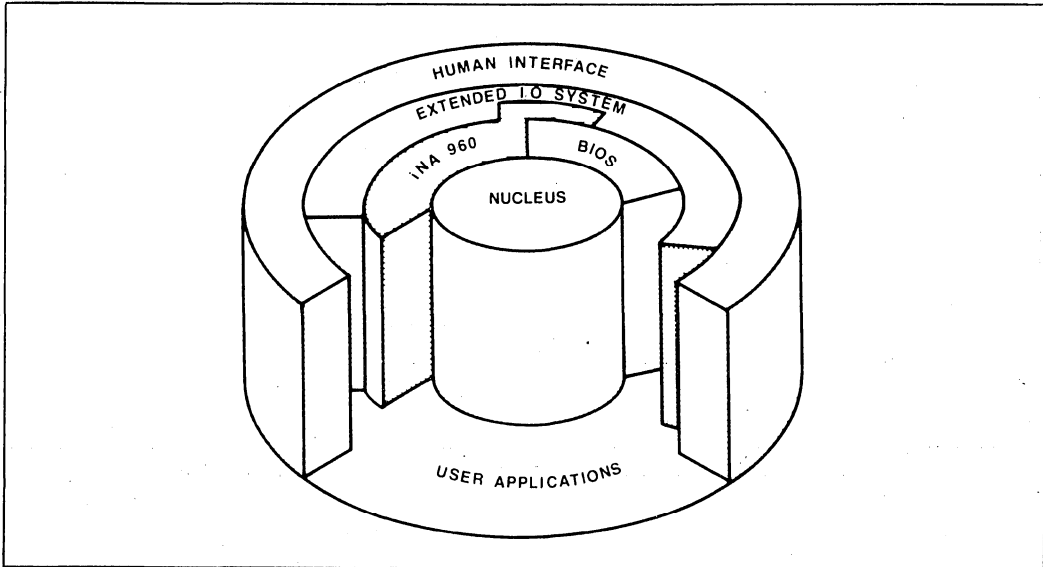 HUMAN INTERFACE
EXTENDED I.O SYSTEM
iNA 960
BIOS
NUCLEUS
USER APPLICATIONS